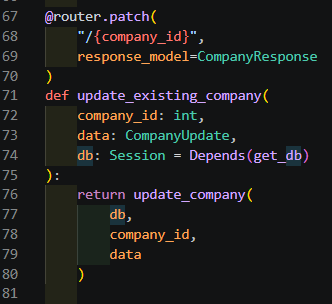 67 @router.patch(
68     "/{company_id}",
69     response_model=CompanyResponse
70 )
71 def update_existing_company(
72     company_id: int,
73     data: CompanyUpdate,
74     db: Session = Depends(get_db)
75 ):
76     return update_company(
77         db,
78         company_id,
79         data
80     )
81